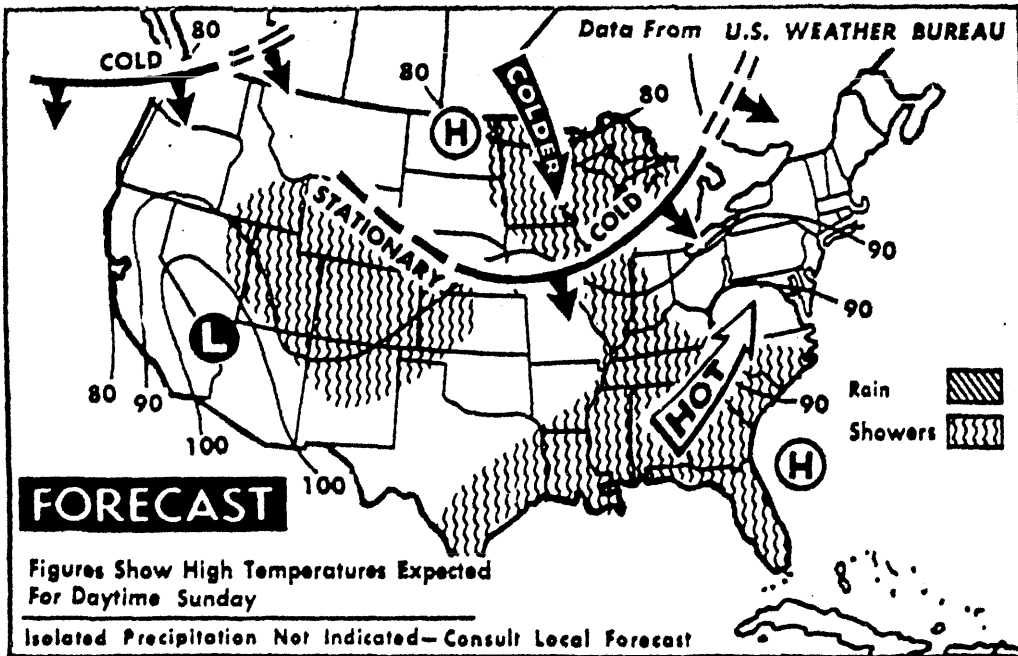 Data From U.S. WEATHER BUREAU
80
COLD
80
H
COLDER
80
STATIONARY
COLD
90
L
90
HOT
80
90
90
Rain
100
Showers
H
100
FORECAST
Figures Show High Temperatures Expected
For Daytime Sunday
Isolated Precipitation Not Indicated—Consult Local Forecast